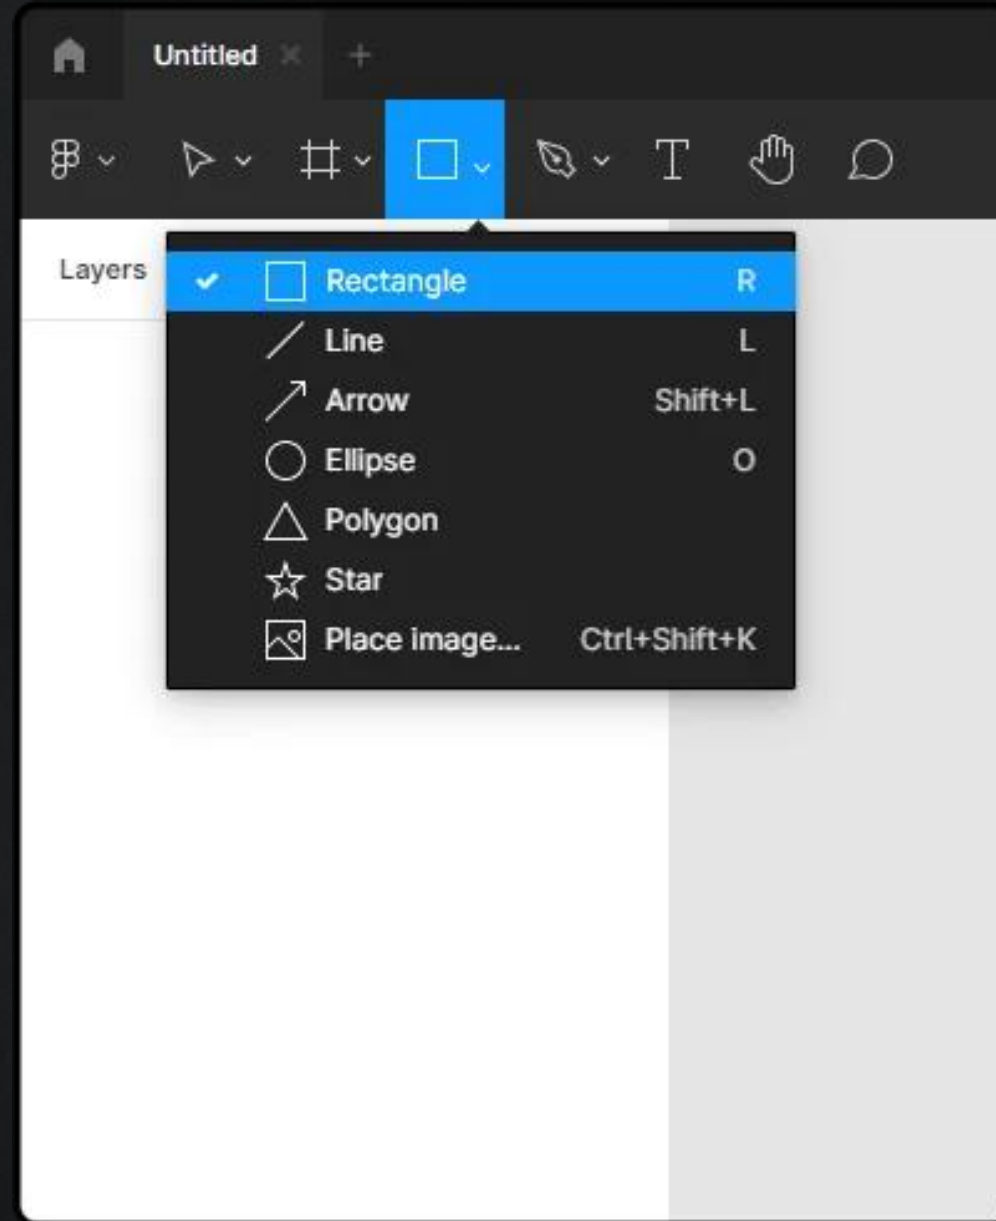 Untitled
Layers
Rectangle R
Line L
Arrow Shift+L
Ellipse O
Polygon
Star
Place image... Ctrl+Shift+K